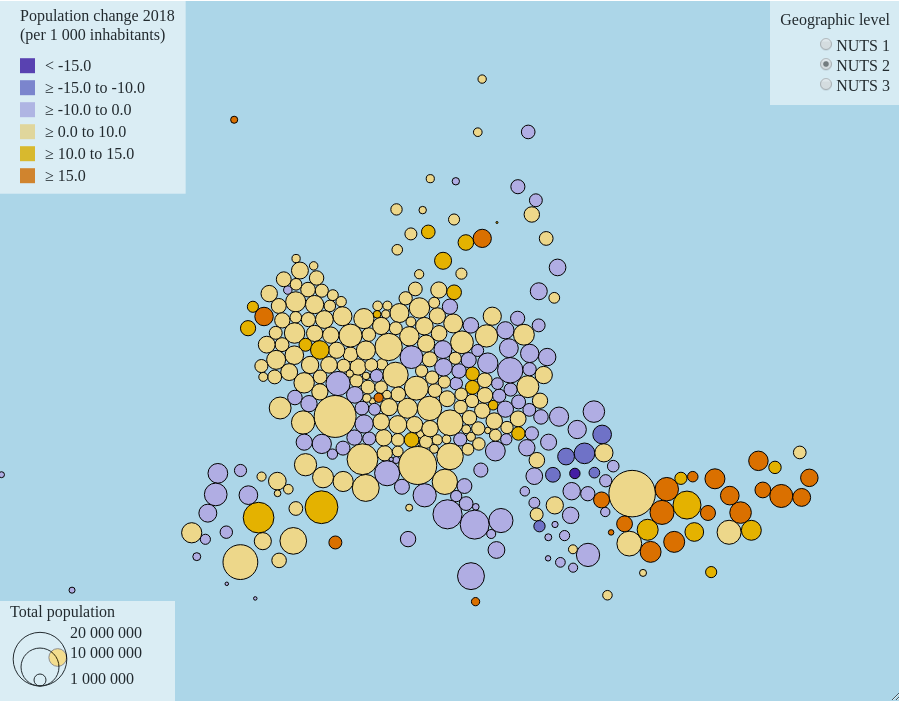 Population change 2018
(per 1 000 inhabitants)
< -15.0
≥ -15.0 to -10.0
≥ -10.0 to 0.0
≥ 0.0 to 10.0
≥ 10.0 to 15.0
≥ 15.0
Geographic level
NUTS 1
NUTS 2
NUTS 3
Total population
20 000 000
10 000 000
1 000 000